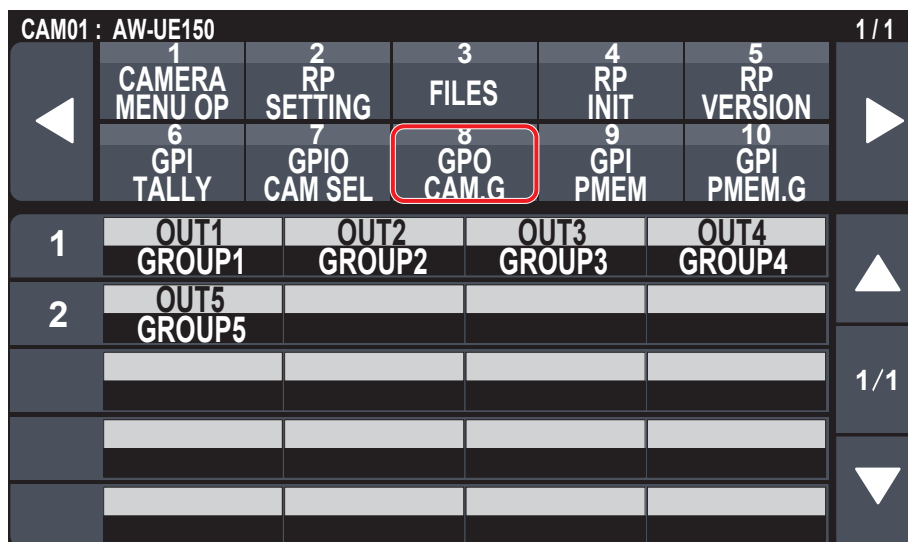 CAM01 : AW-UE150 1 / 1
1 2 3 4 5
CAMERA MENU OP RP SETTING FILES RP INIT RP VERSION
6 7 8 9 10
GPI TALLY GPIO CAM SEL GPO CAM.G GPI PMEM GPI PMEM.G
1 OUT1 OUT2 OUT3 OUT4
GROUP1 GROUP2 GROUP3 GROUP4
2 OUT5
GROUP5
1/1